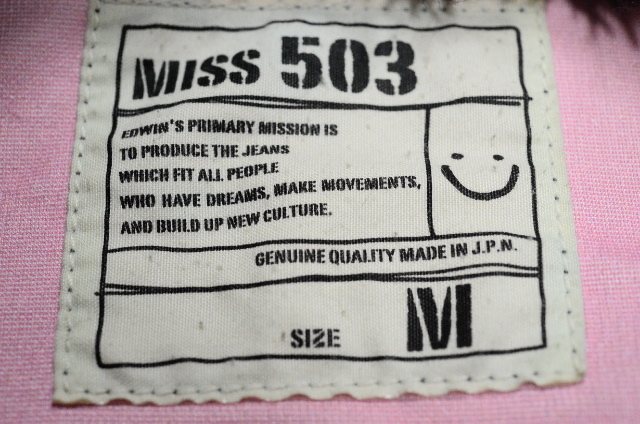 MISS 503
EDWIN'S PRIMARY MISSION IS
TO PRODUCE THE JEANS
WHICH FIT ALL PEOPLE
WHO HAVE DREAMS, MAKE MOVEMENTS,
AND BUILD UP NEW CULTURE.
GENUINE QUALITY MADE IN J.P.N.
SIZE M